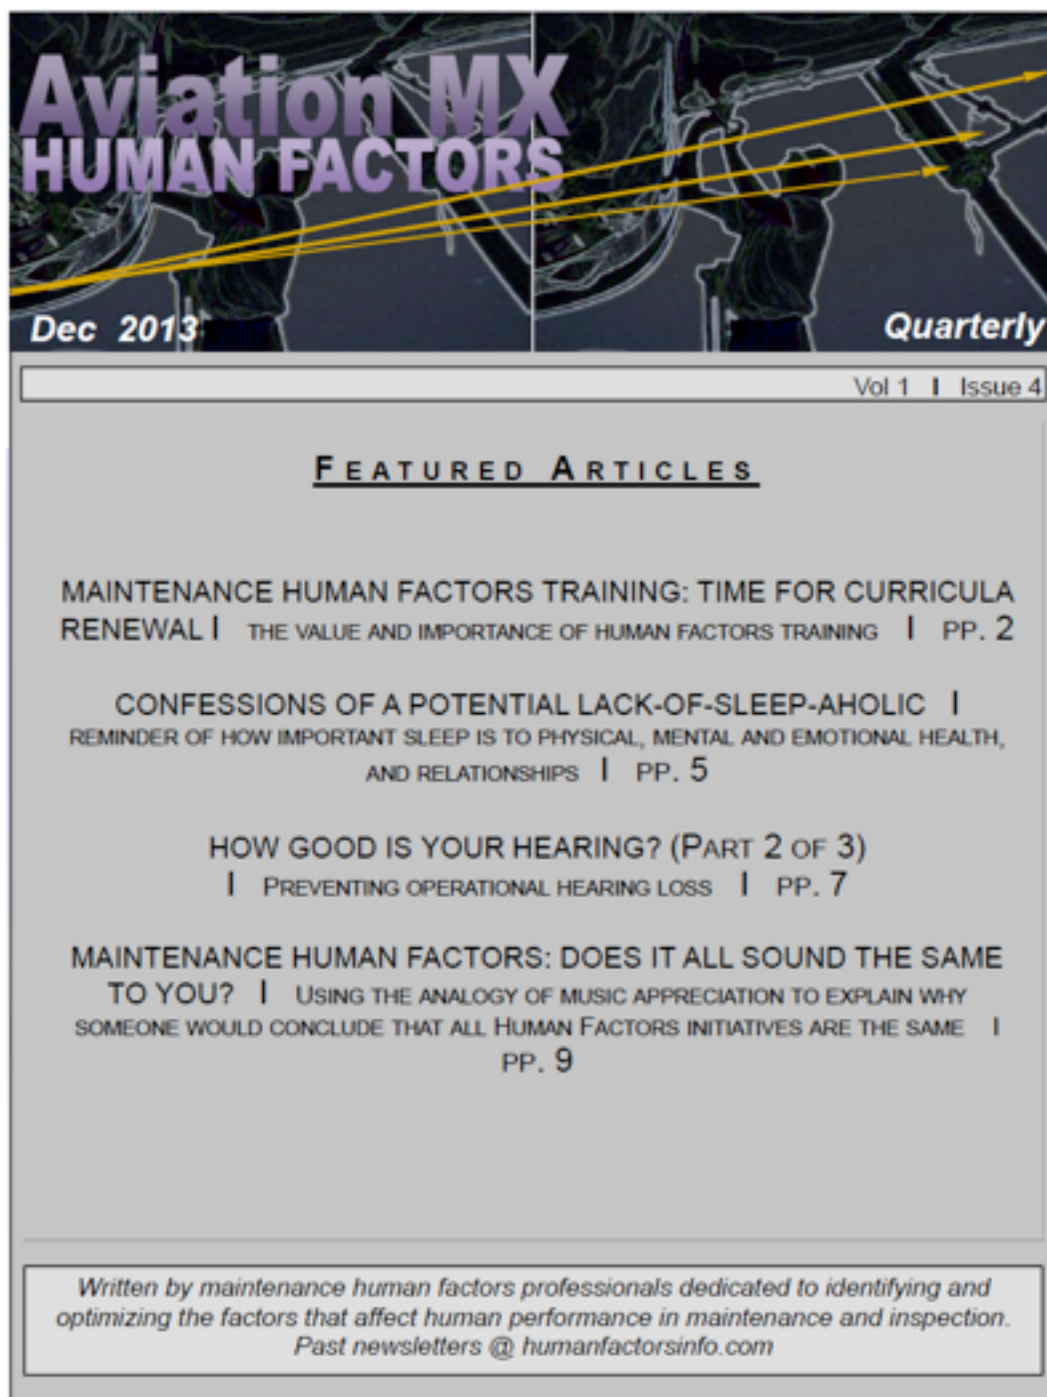 Aviation MX
HUMAN FACTORS
Dec 2013
Quarterly
Vol 1 I Issue 4
FEATURED ARTICLES
MAINTENANCE HUMAN FACTORS TRAINING: TIME FOR CURRICULA
RENEWAL I THE VALUE AND IMPORTANCE OF HUMAN FACTORS TRAINING I PP. 2
CONFESSIONS OF A POTENTIAL LACK-OF-SLEEP-AHOLIC I
REMINDER OF HOW IMPORTANT SLEEP IS TO PHYSICAL, MENTAL AND EMOTIONAL HEALTH,
AND RELATIONSHIPS I PP. 5
HOW GOOD IS YOUR HEARING? (PART 2 OF 3)
I PREVENTING OPERATIONAL HEARING LOSS I PP. 7
MAINTENANCE HUMAN FACTORS: DOES IT ALL SOUND THE SAME
TO YOU? I USING THE ANALOGY OF MUSIC APPRECIATION TO EXPLAIN WHY
SOMEONE WOULD CONCLUDE THAT ALL HUMAN FACTORS INITIATIVES ARE THE SAME I
PP. 9
Written by maintenance human factors professionals dedicated to identifying and
optimizing the factors that affect human performance in maintenance and inspection.
Past newsletters @ humanfactorsinfo.com